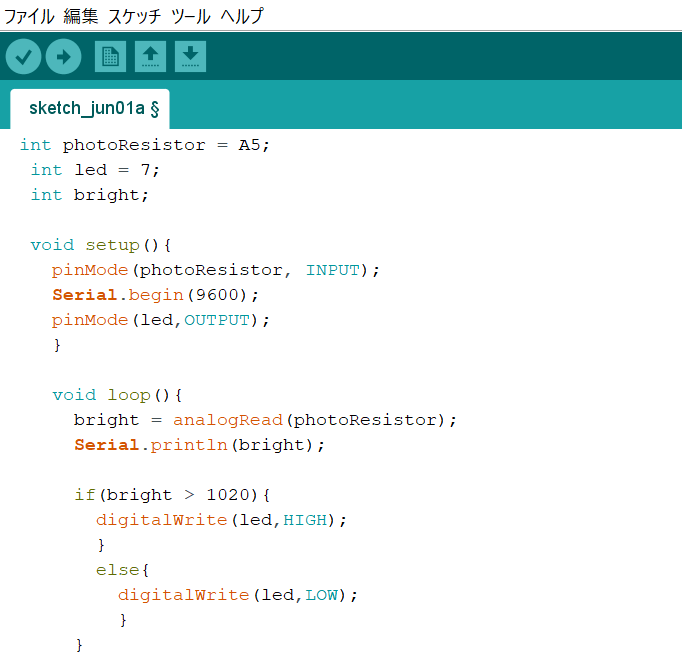 ファイル 編集 スケッチ ツール ヘルプ
sketch_jun01a §
int photoResistor = A5;
int led = 7;
int bright;
void setup(){
pinMode(photoResistor, INPUT);
Serial.begin(9600);
pinMode(led,OUTPUT);
}
void loop(){
bright = analogRead(photoResistor);
Serial.println(bright);
if(bright > 1020){
digitalWrite(led,HIGH);
}
else{
digitalWrite(led,LOW);
}
}